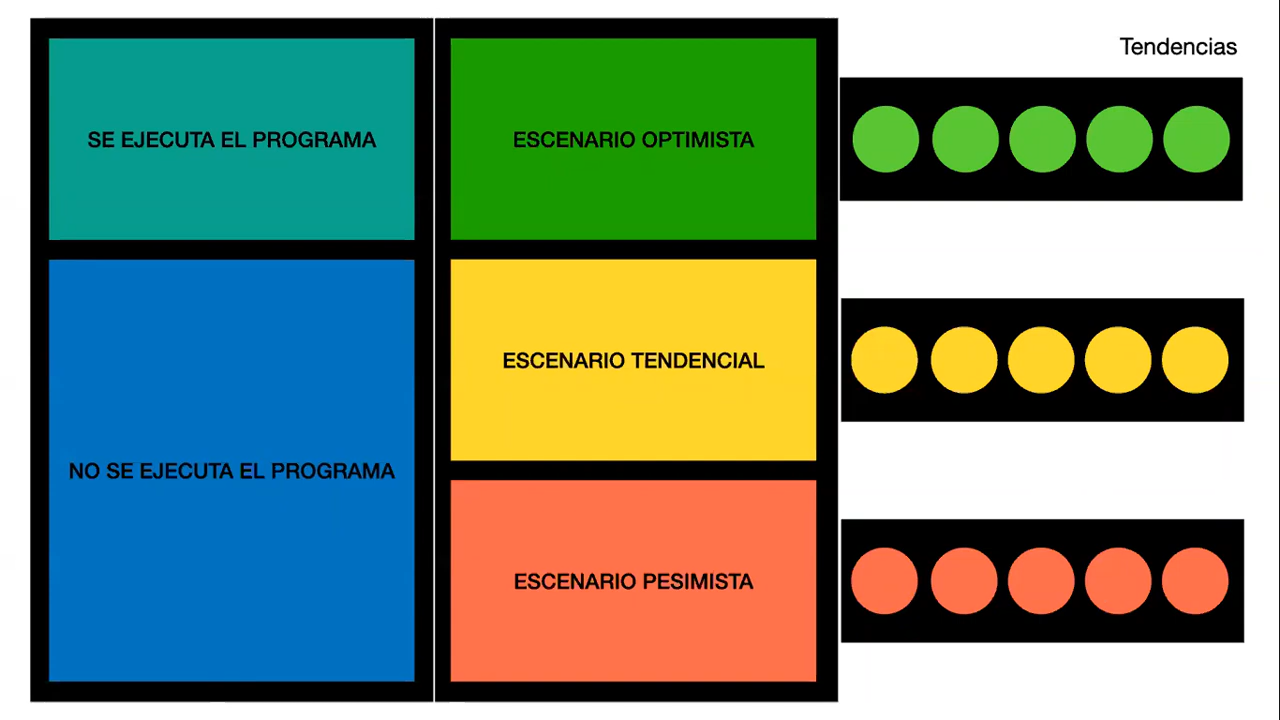 Tendencias
SE EJECUTA EL PROGRAMA
ESCENARIO OPTIMISTA
ESCENARIO TENDENCIAL
NO SE EJECUTA EL PROGRAMA
ESCENARIO PESIMISTA